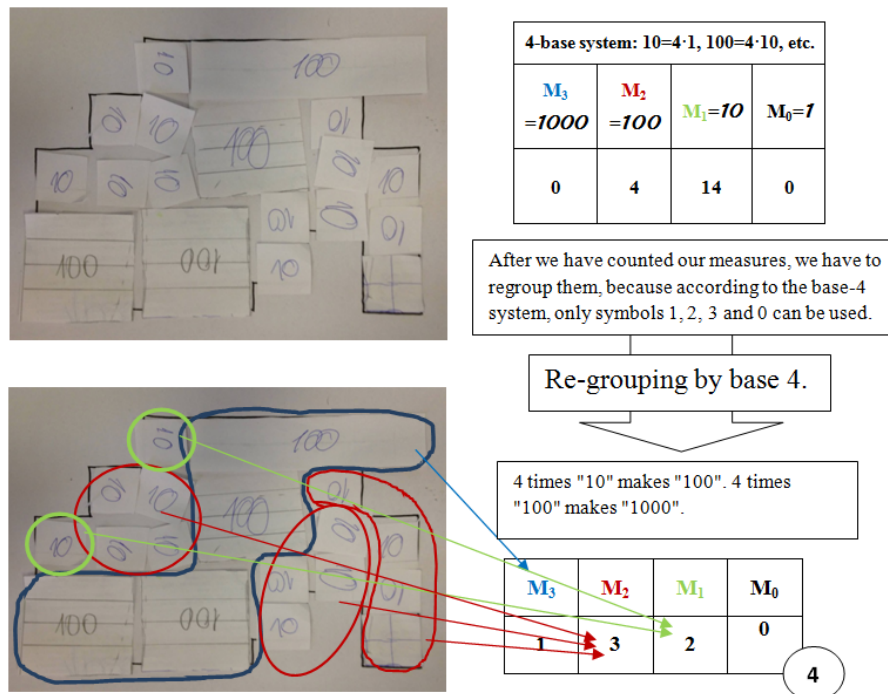 10 100
10 10 100 10
10 10 10 10 10
10 10 10
100 100 10
4-base system: 10=4·1, 100=4·10, etc.
M₃ =1000 M₂ =100 M₁=10 M₀=1
0 4 14 0
After we have counted our measures, we have to
regroup them, because according to the base-4
system, only symbols 1, 2, 3 and 0 can be used.
Re-grouping by base 4.
10 100
10 10 100 10
10 10 10 10 10
10 10 10
100 100 10
4 times "10" makes "100". 4 times
"100" makes "1000".
M₃ M₂ M₁ M₀
1 3 2 0
4